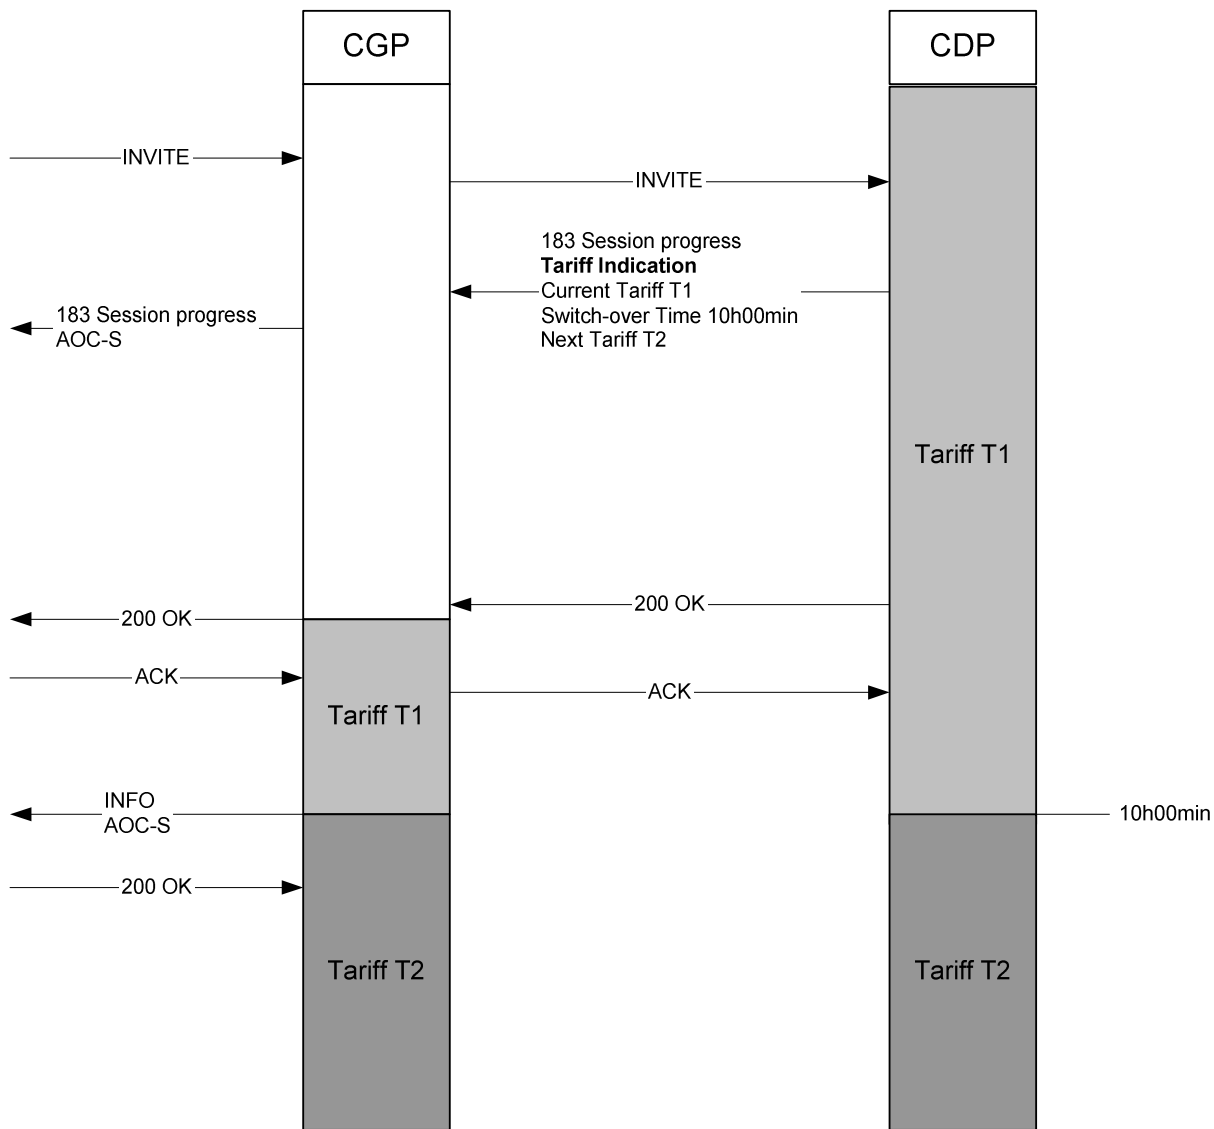 CGP
CDP
INVITE
INVITE
183 Session progress
Tariff Indication
Current Tariff T1
Switch-over Time 10h00min
Next Tariff T2
183 Session progress
AOC-S
Tariff T1
200 OK
200 OK
ACK
ACK
Tariff T1
INFO
AOC-S
10h00min
200 OK
Tariff T2
Tariff T2